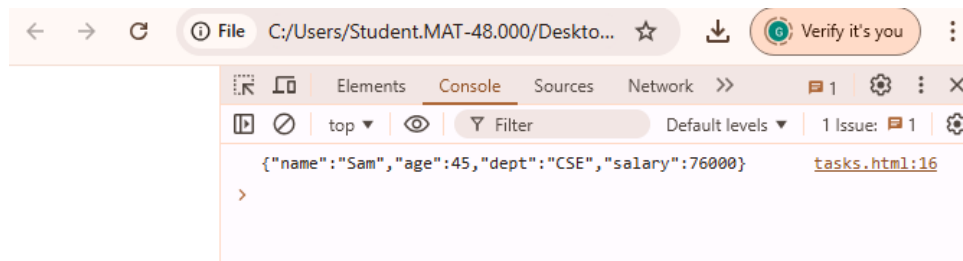 File C:/Users/Student.MAT-48.000/Deskto... G Verify it's you
Elements Console Sources Network 1
top Filter Default levels 1 Issue: 1
{"name":"Sam","age":45,"dept":"CSE","salary":76000} tasks.html:16